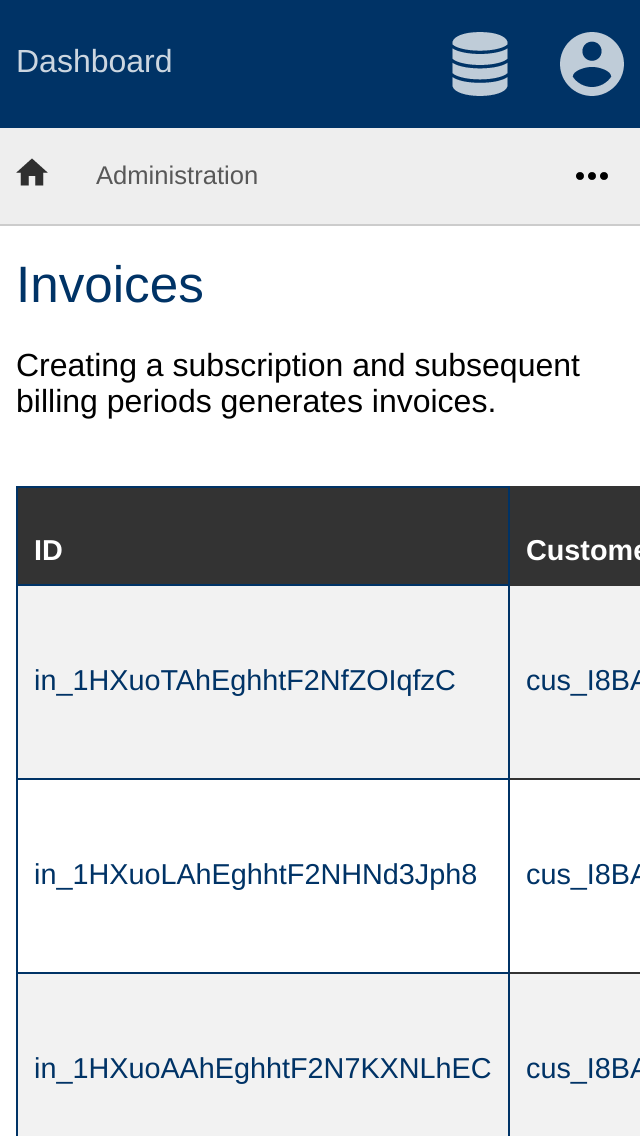 Dashboard
Administration
Invoices
Creating a subscription and subsequent
billing periods generates invoices.
ID Custome
in_1HXuoTAhEghhtF2NfZOIqfzC cus_I8BA
in_1HXuoLAhEghhtF2NHNd3Jph8 cus_I8BA
in_1HXuoAAhEghhtF2N7KXNLhEC cus_I8BA